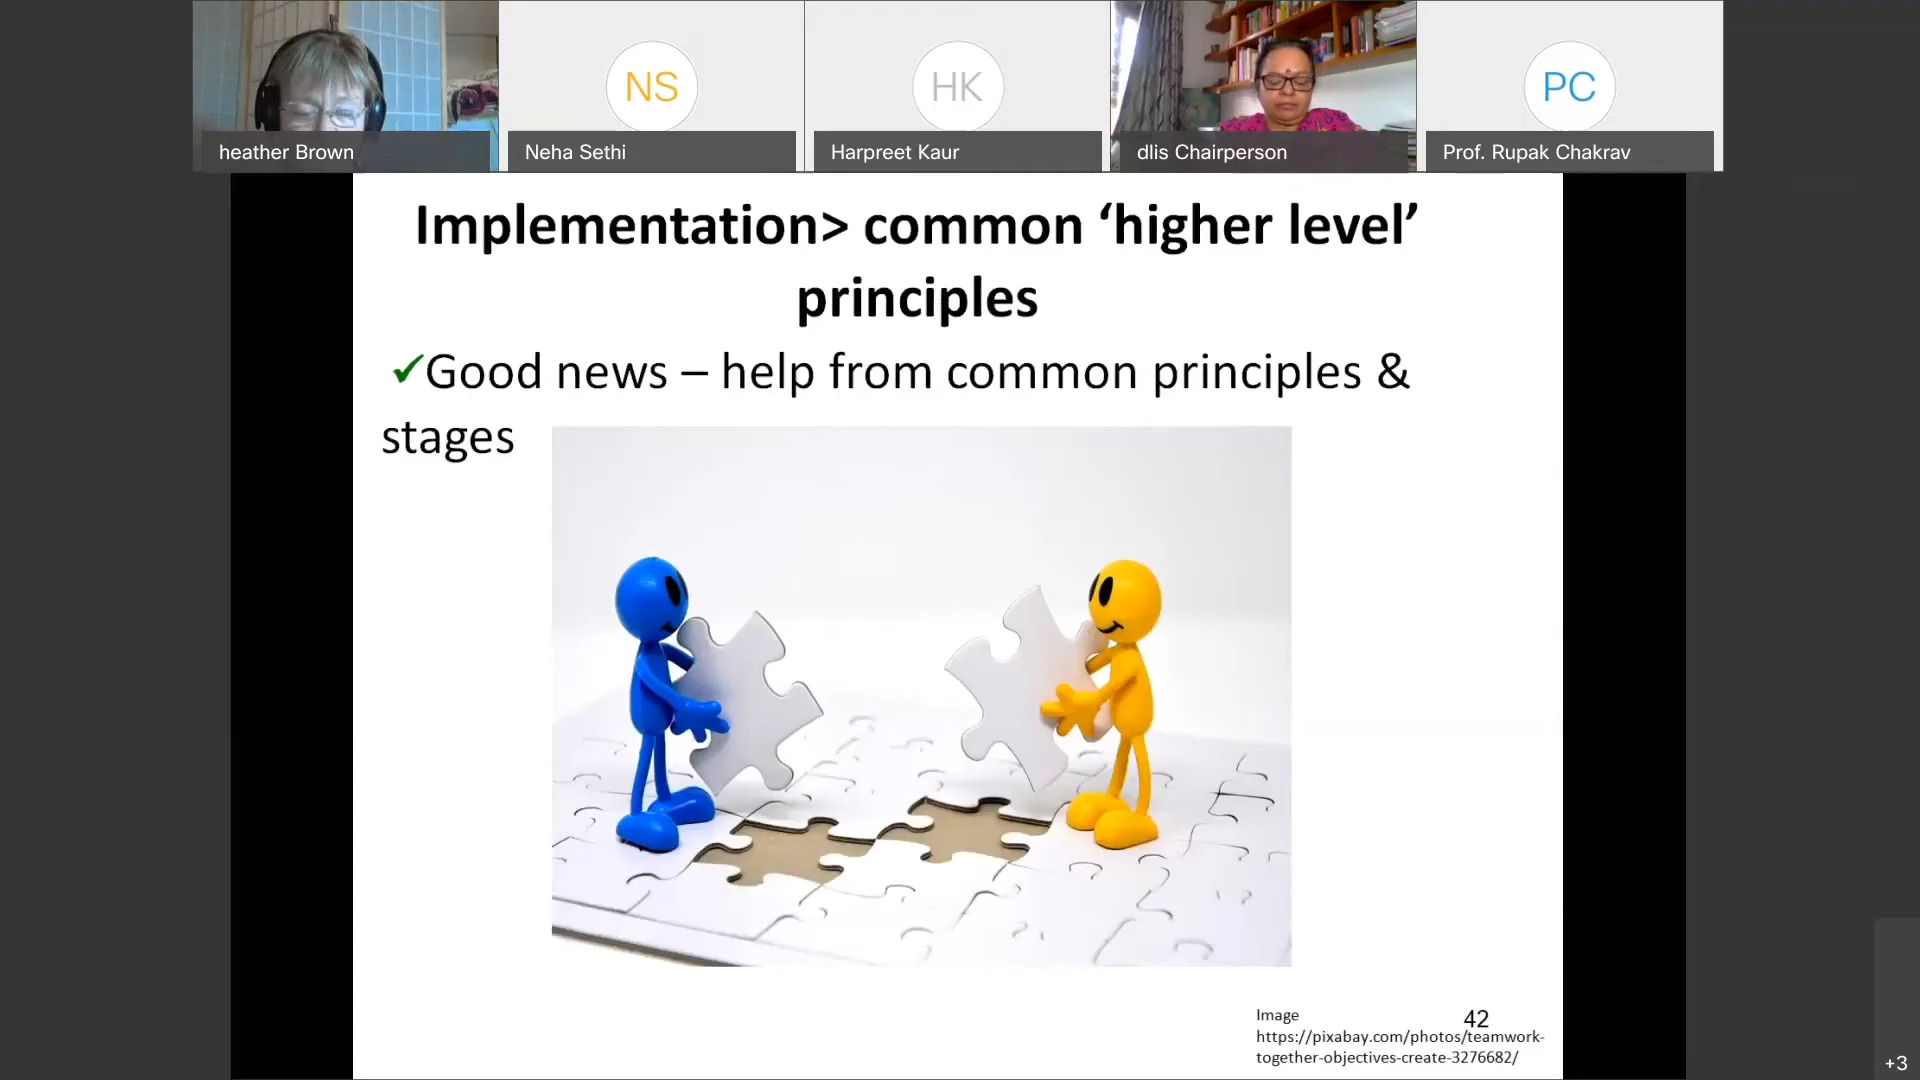 NS
HK
PC
heather Brown
Neha Sethi
Harpreet Kaur
dlis Chairperson
Prof. Rupak Chakrav
Implementation> common ‘higher level’
principles
✓Good news – help from common principles &
stages
Image
42
https://pixabay.com/photos/teamwork-
together-objectives-create-3276682/
+3